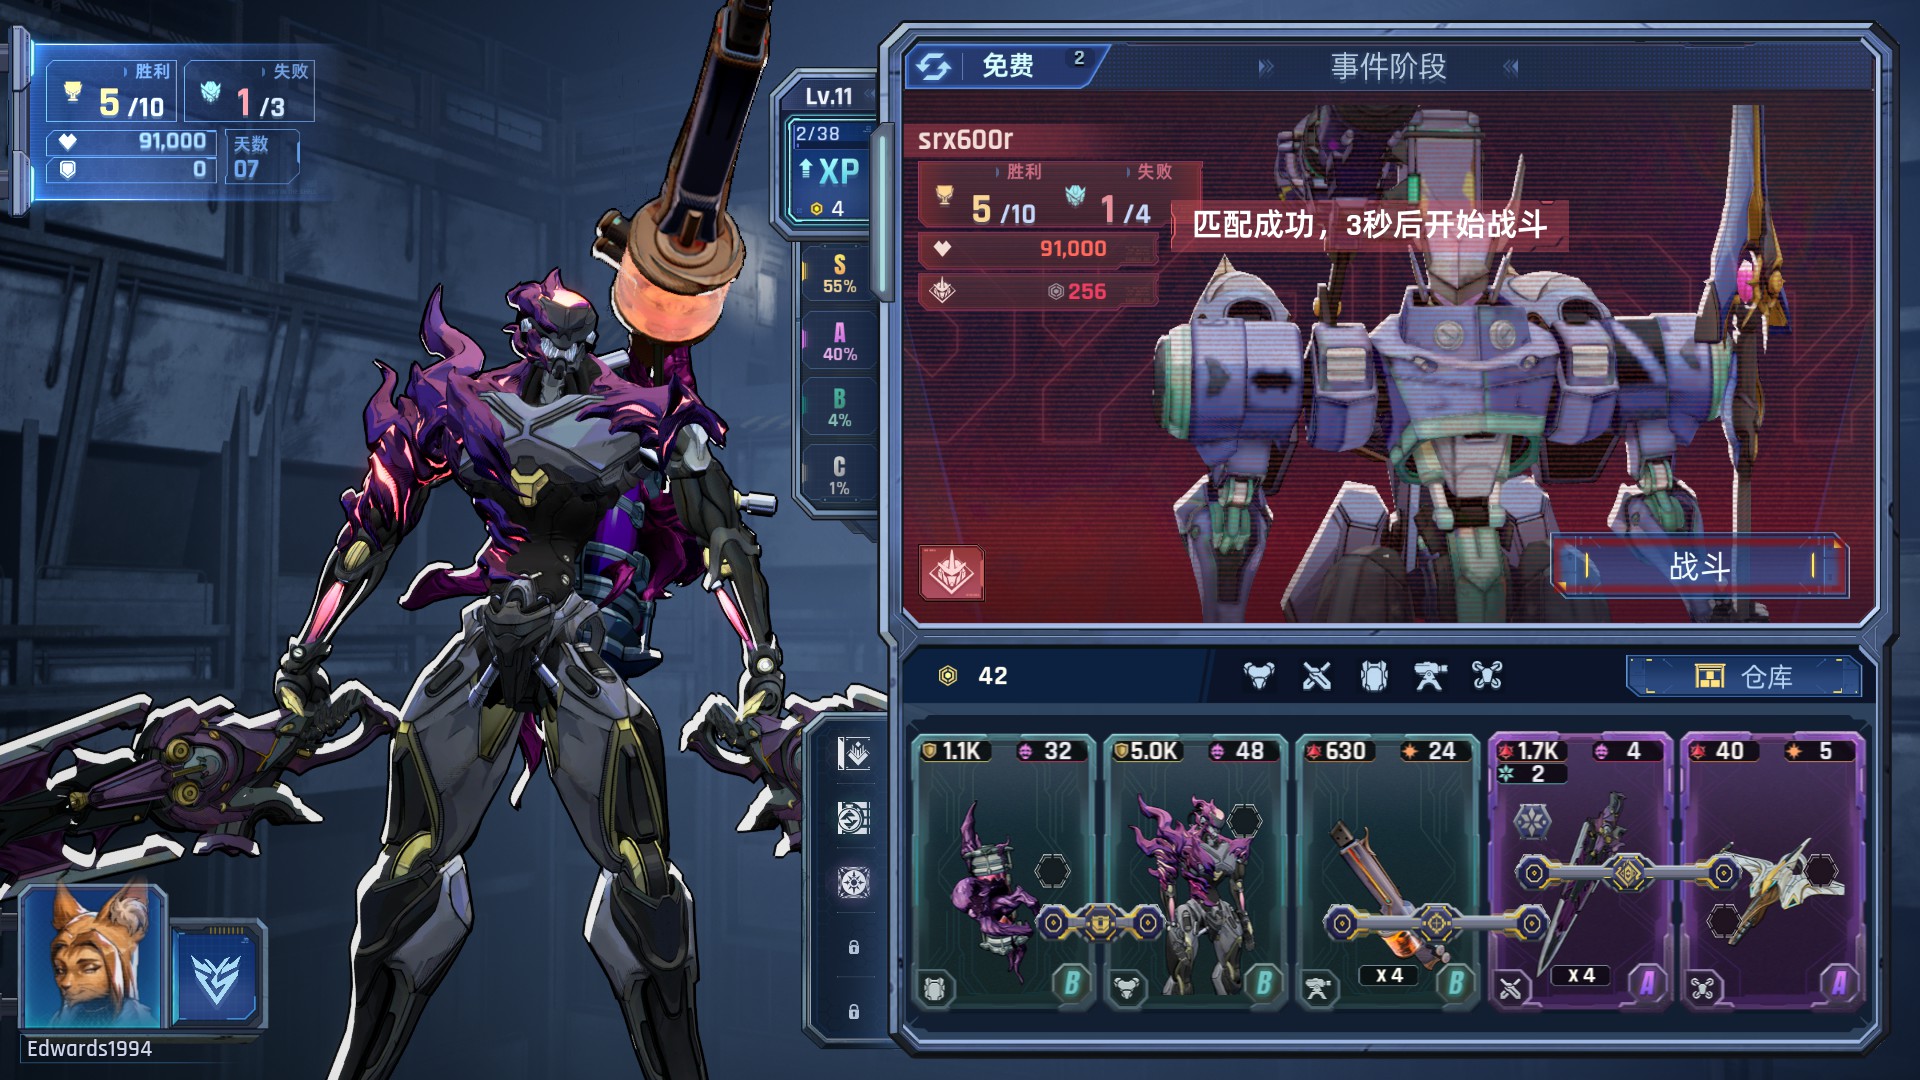 胜利
5/10
失败
1/3
91,000
0
天数
07
Lv.11
2/38
XP
4
S
55%
A
40%
B
4%
C
1%
免费
2
事件阶段
srx600r
胜利
5/10
失败
1/4
91,000
256
匹配成功，3秒后开始战斗
战斗
42
仓库
1.1K
32
B
5.0K
48
B
630
24
x4
B
1.7K
4
2
x4
A
40
5
A
Edwards1994